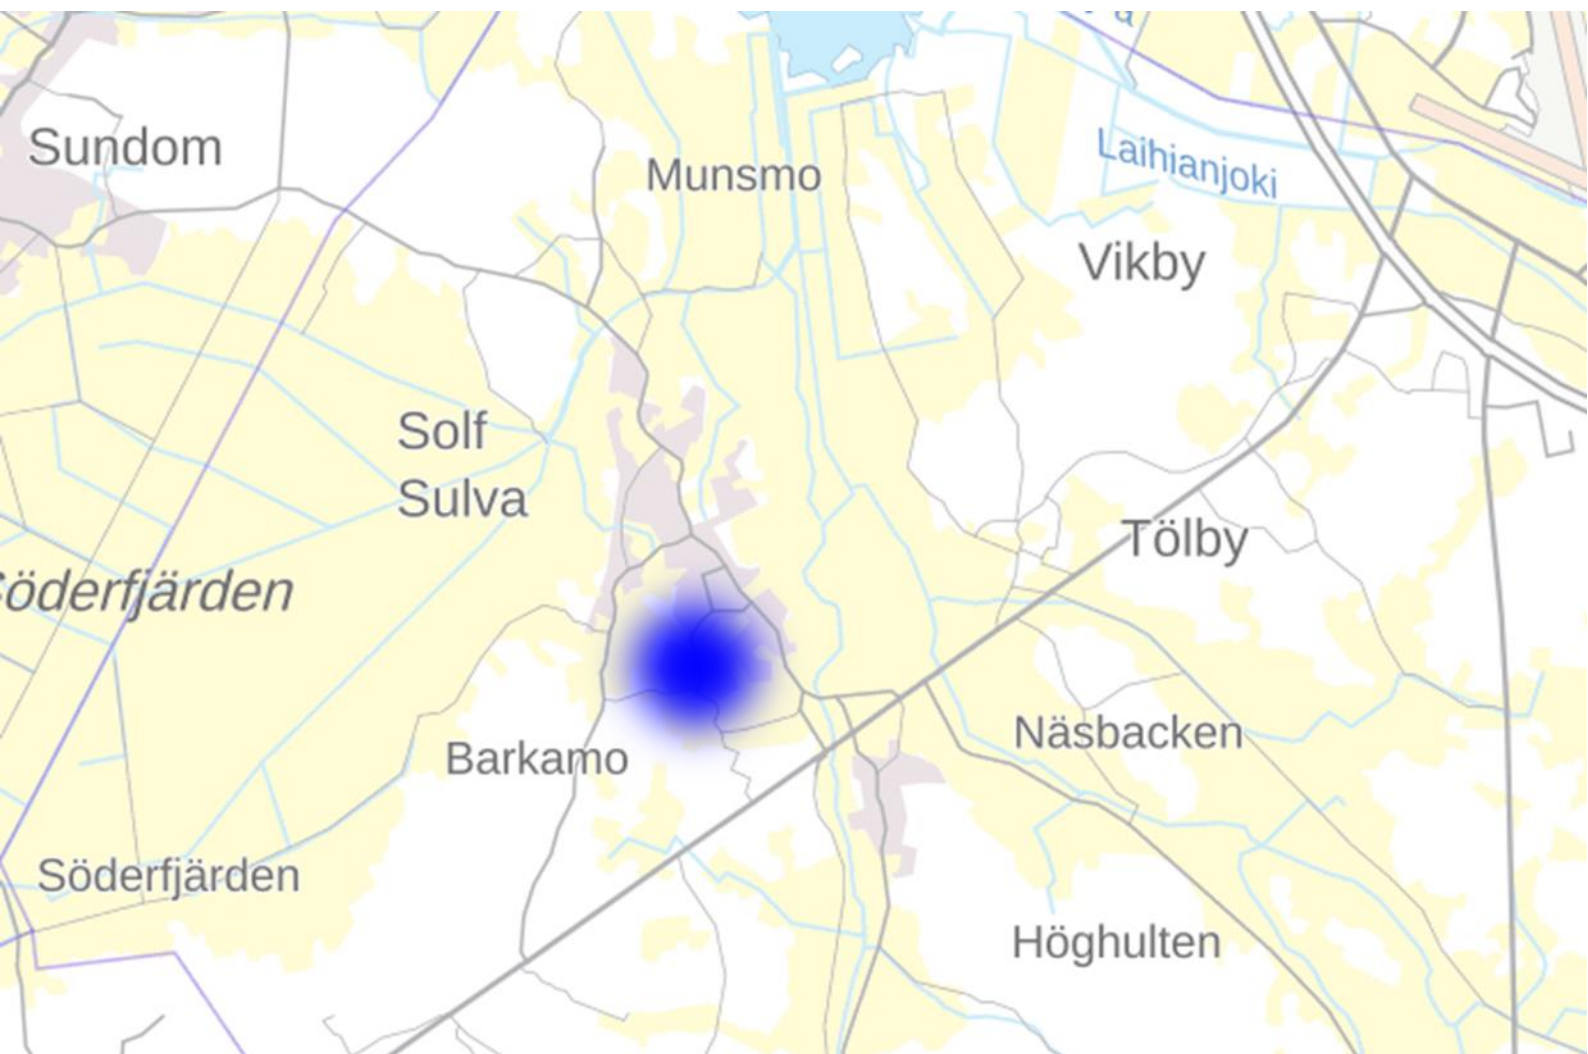 Sundom
Munsmo
Laihianjoki
Vikby
Solf
Sulva
Tölby
Söderfjärden
Näsbacken
Barkamo
Söderfjärden
Höghulten